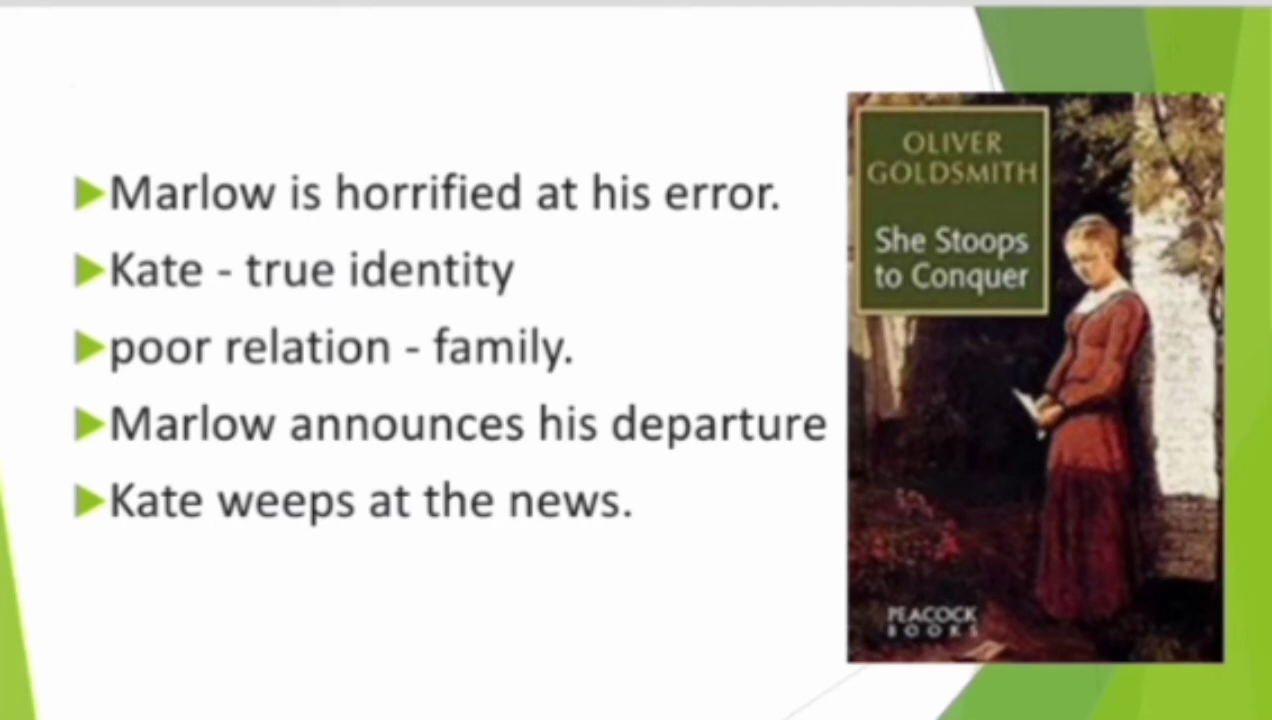 Marlow is horrified at his error.
Kate - true identity
poor relation - family.
Marlow announces his departure
Kate weeps at the news.
OLIVER
GOLDSMITH
She Stoops
to Conquer
PEACOCK
BOOKS